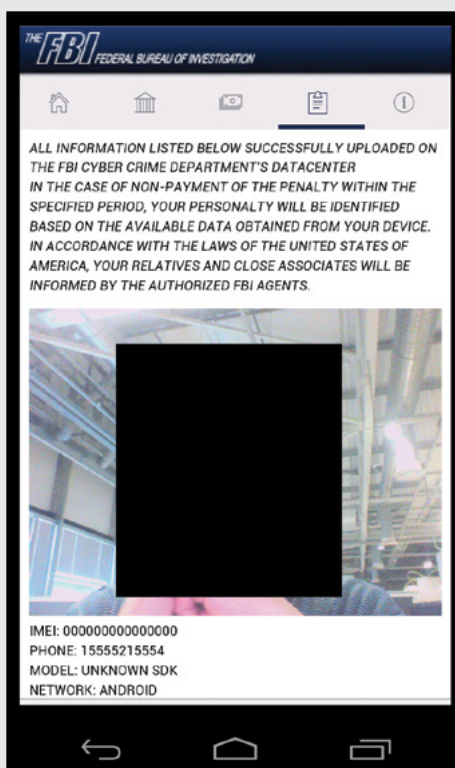 THE FBI FEDERAL BUREAU OF INVESTIGATION
ALL INFORMATION LISTED BELOW SUCCESSFULLY UPLOADED ON
THE FBI CYBER CRIME DEPARTMENT'S DATACENTER
IN THE CASE OF NON-PAYMENT OF THE PENALTY WITHIN THE
SPECIFIED PERIOD, YOUR PERSONALTY WILL BE IDENTIFIED
BASED ON THE AVAILABLE DATA OBTAINED FROM YOUR DEVICE.
IN ACCORDANCE WITH THE LAWS OF THE UNITED STATES OF
AMERICA, YOUR RELATIVES AND CLOSE ASSOCIATES WILL BE
INFORMED BY THE AUTHORIZED FBI AGENTS.
IMEI: 000000000000000
PHONE: 15555215554
MODEL: UNKNOWN SDK
NETWORK: ANDROID